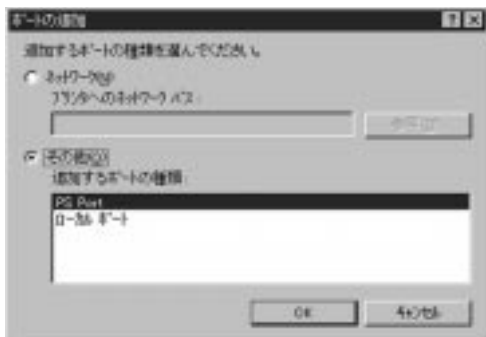 ポートの追加
追加するポートの種類を選んでください。
ネットワーク(N)
プリンタへのネットワーク パス:
参照(B)...
その他(O)
追加するポートの種類:
PS Port
ローカル ポート
OK
キャンセル